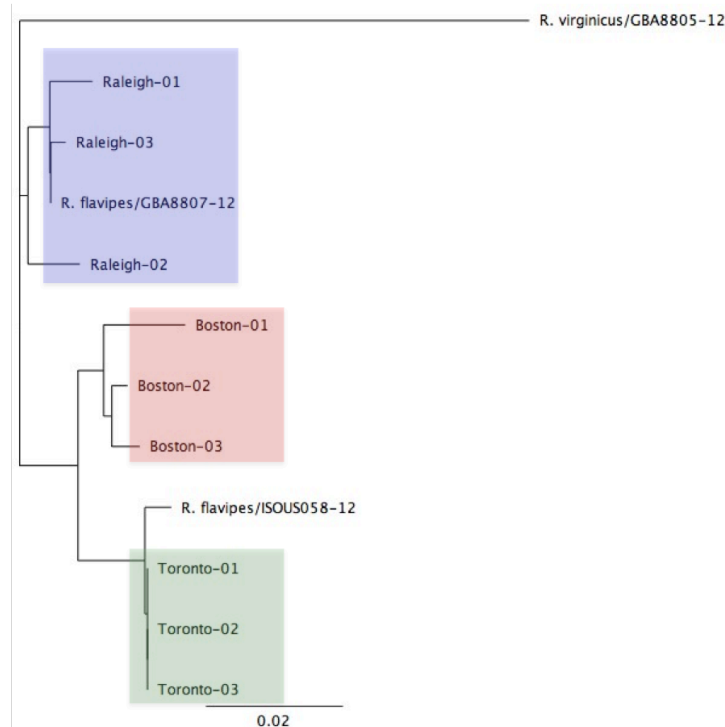 R. virginicus/GBA8805-12
Raleigh-01
Raleigh-03
R. flavipes/GBA8807-12
Raleigh-02
Boston-01
Boston-02
Boston-03
R. flavipes/ISOUS058-12
Toronto-01
Toronto-02
Toronto-03
0.02